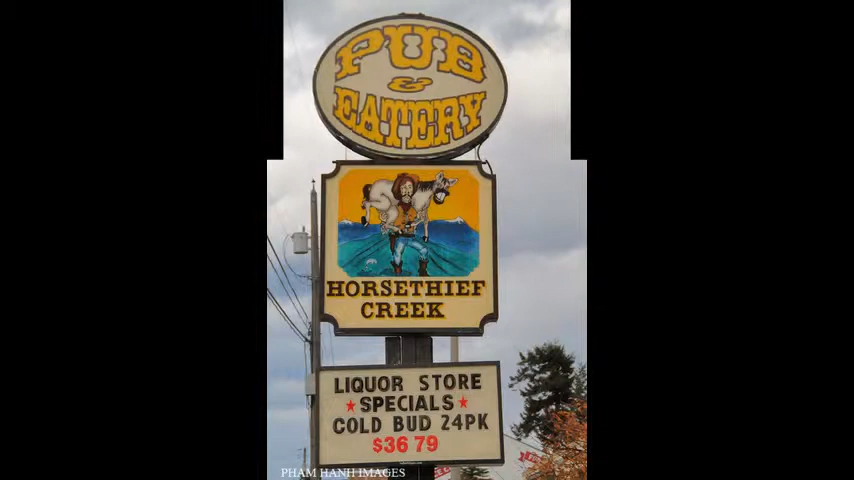 PUB
&
EATERY
HORSETHIEF
CREEK
LIQUOR STORE
★SPECIALS★
COLD BUD 24PK
$36 79
PHAM HANH IMAGES